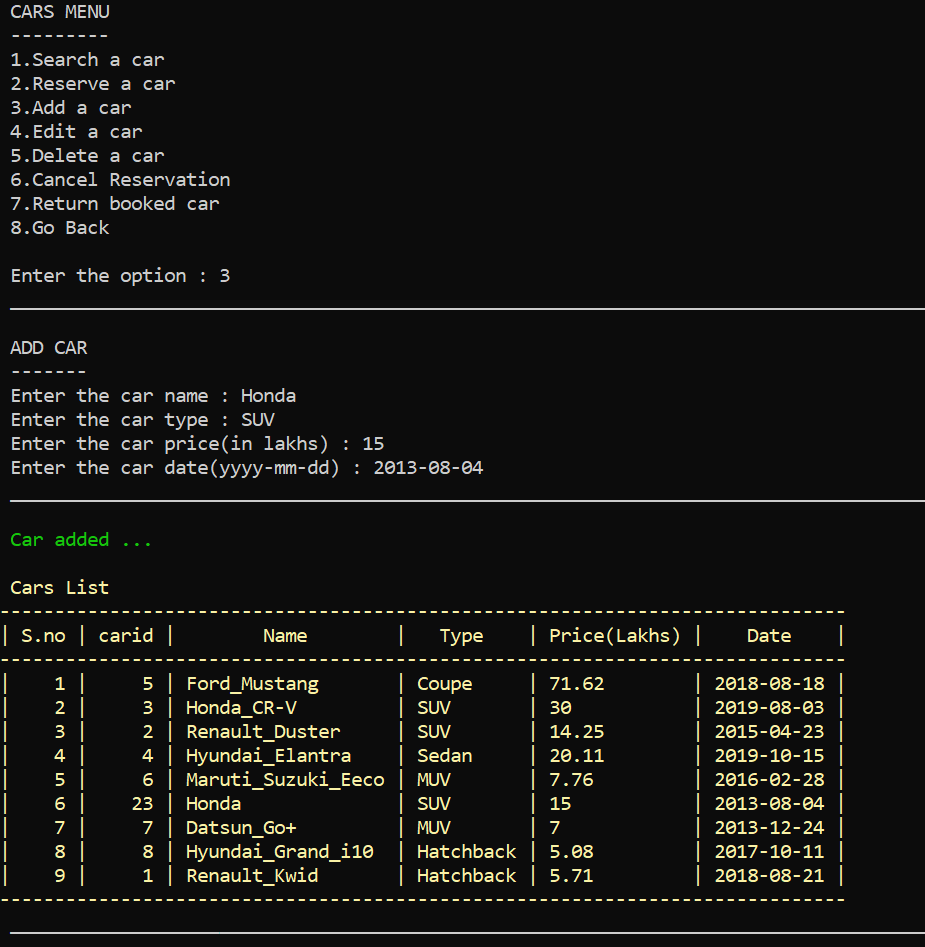 CARS MENU
---------
1.Search a car
2.Reserve a car
3.Add a car
4.Edit a car
5.Delete a car
6.Cancel Reservation
7.Return booked car
8.Go Back
Enter the option : 3
ADD CAR
-------
Enter the car name : Honda
Enter the car type : SUV
Enter the car price(in lakhs) : 15
Enter the car date(yyyy-mm-dd) : 2013-08-04
Car added ...
Cars List
-----------------------------------------------------------------------------
| S.no | carid |        Name        |   Type    | Price(Lakhs) |    Date    |
-----------------------------------------------------------------------------
|    1 |     5 | Ford_Mustang       | Coupe     | 71.62        | 2018-08-18 |
|    2 |     3 | Honda_CR-V         | SUV       | 30           | 2019-08-03 |
|    3 |     2 | Renault_Duster     | SUV       | 14.25        | 2015-04-23 |
|    4 |     4 | Hyundai_Elantra    | Sedan     | 20.11        | 2019-10-15 |
|    5 |     6 | Maruti_Suzuki_Eeco | MUV       | 7.76         | 2016-02-28 |
|    6 |    23 | Honda              | SUV       | 15           | 2013-08-04 |
|    7 |     7 | Datsun_Go+         | MUV       | 7            | 2013-12-24 |
|    8 |     8 | Hyundai_Grand_i10  | Hatchback | 5.08         | 2017-10-11 |
|    9 |     1 | Renault_Kwid       | Hatchback | 5.71         | 2018-08-21 |
-----------------------------------------------------------------------------